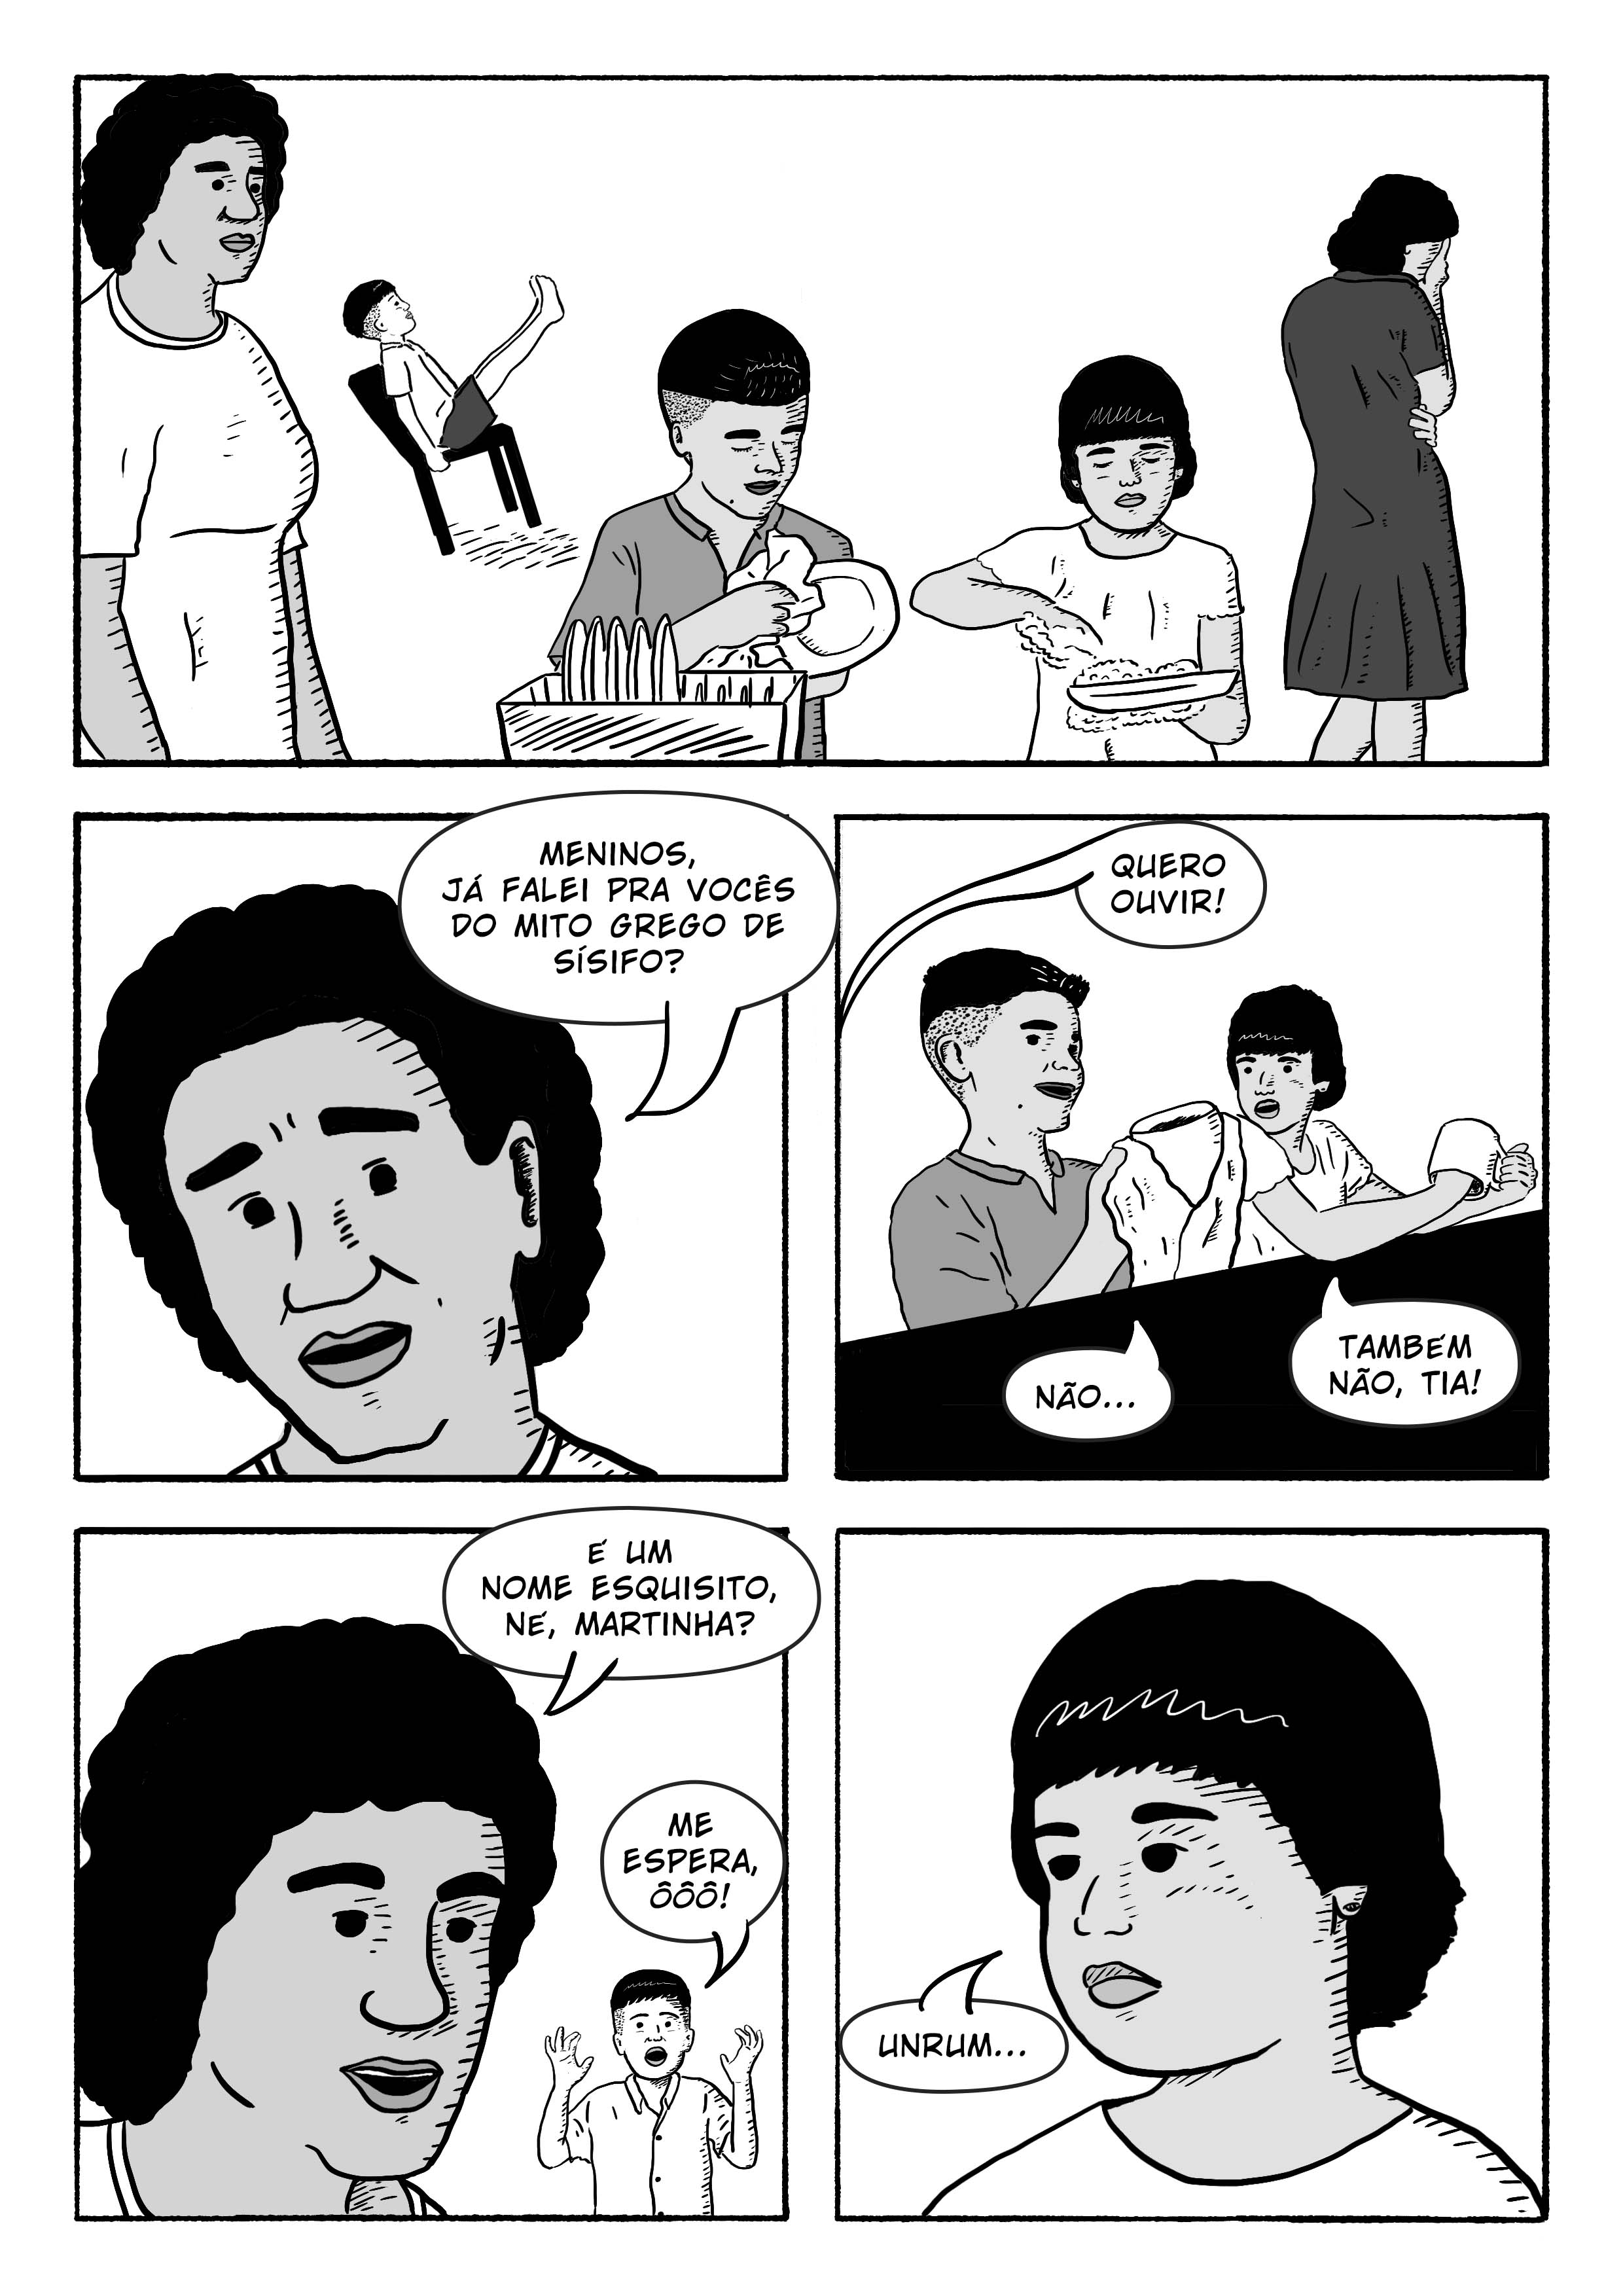 MENINOS,
JÁ FALEI PRA VOCÊS
DO MITO GREGO DE
SÍSIFO?
QUERO
OUVIR!
NÃO...
TAMBÉM
NÃO, TIA!
É UM
NOME ESQUISITO,
NÉ, MARTINHA?
ME
ESPERA,
ÔÔÔ!
UNRUM...